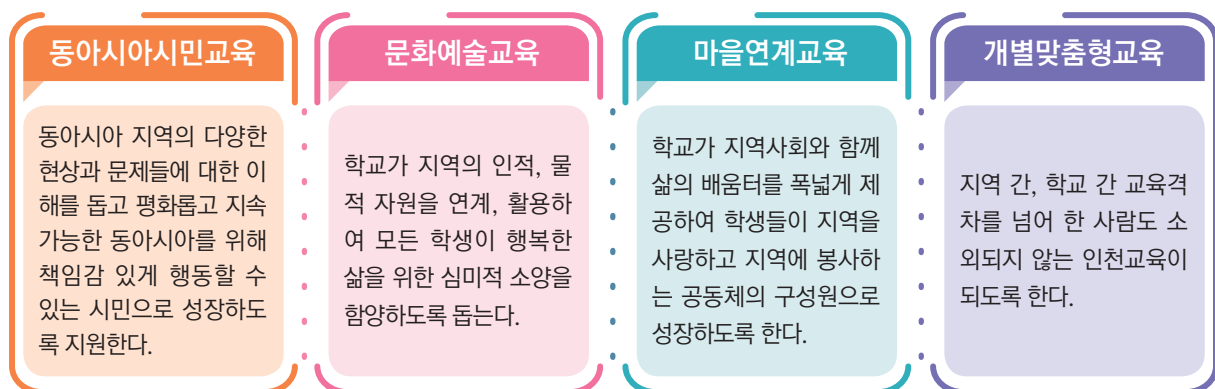 동아시아시민교육
동아시아 지역의 다양한
현상과 문제들에 대한 이
해를 돕고 평화롭고 지속
가능한 동아시아를 위해
책임감 있게 행동할 수
있는 시민으로 성장하도
록 지원한다.
문화예술교육
학교가 지역의 인적, 물
적 자원을 연계, 활용하
여 모든 학생이 행복한
삶을 위한 심미적 소양을
함양하도록 돕는다.
마을연계교육
학교가 지역사회와 함께
삶의 배움터를 폭넓게 제
공하여 학생들이 지역을
사랑하고 지역에 봉사하
는 공동체의 구성원으로
성장하도록 한다.
개별맞춤형교육
지역 간, 학교 간 교육격
차를 넘어 한 사람도 소
외되지 않는 인천교육이
되도록 한다.